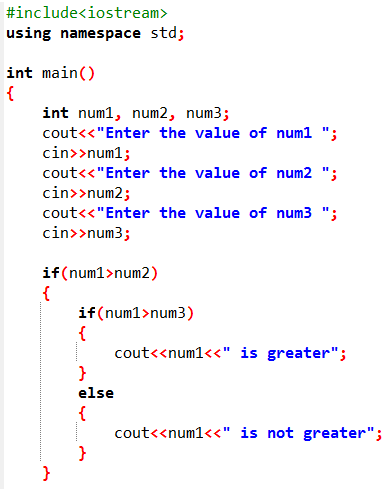 #include<iostream>
using namespace std;
int main()
{
int num1, num2, num3;
cout<<"Enter the value of num1 ";
cin>>num1;
cout<<"Enter the value of num2 ";
cin>>num2;
cout<<"Enter the value of num3 ";
cin>>num3;
if(num1>num2)
{
if(num1>num3)
{
cout<<num1<<" is greater";
}
else
{
cout<<num1<<" is not greater";
}
}